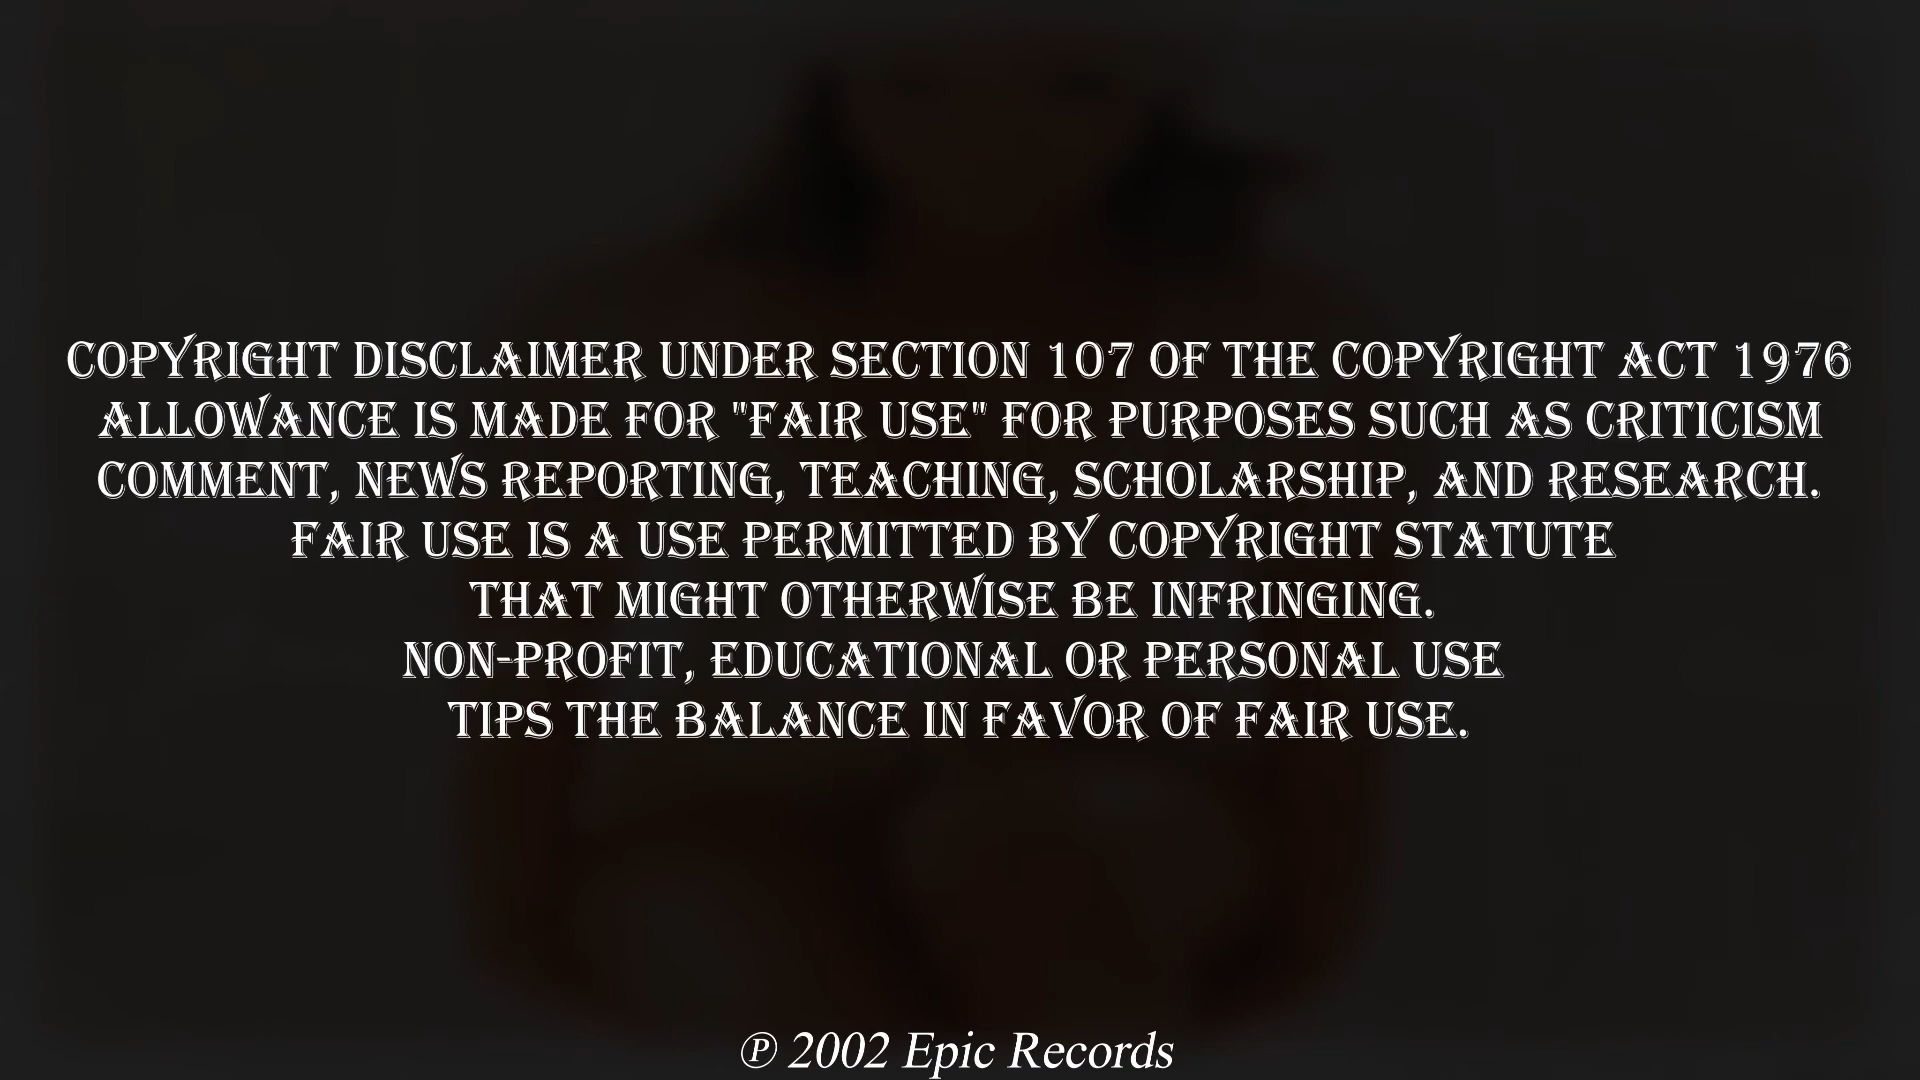 COPYRIGHT DISCLAIMER UNDER SECTION 107 OF THE COPYRIGHT ACT 1976
ALLOWANCE IS MADE FOR "FAIR USE" FOR PURPOSES SUCH AS CRITICISM
COMMENT, NEWS REPORTING, TEACHING, SCHOLARSHIP, AND RESEARCH.
FAIR USE IS A USE PERMITTED BY COPYRIGHT STATUTE
THAT MIGHT OTHERWISE BE INFRINGING.
NON-PROFIT, EDUCATIONAL OR PERSONAL USE
TIPS THE BALANCE IN FAVOR OF FAIR USE.
℗ 2002 Epic Records